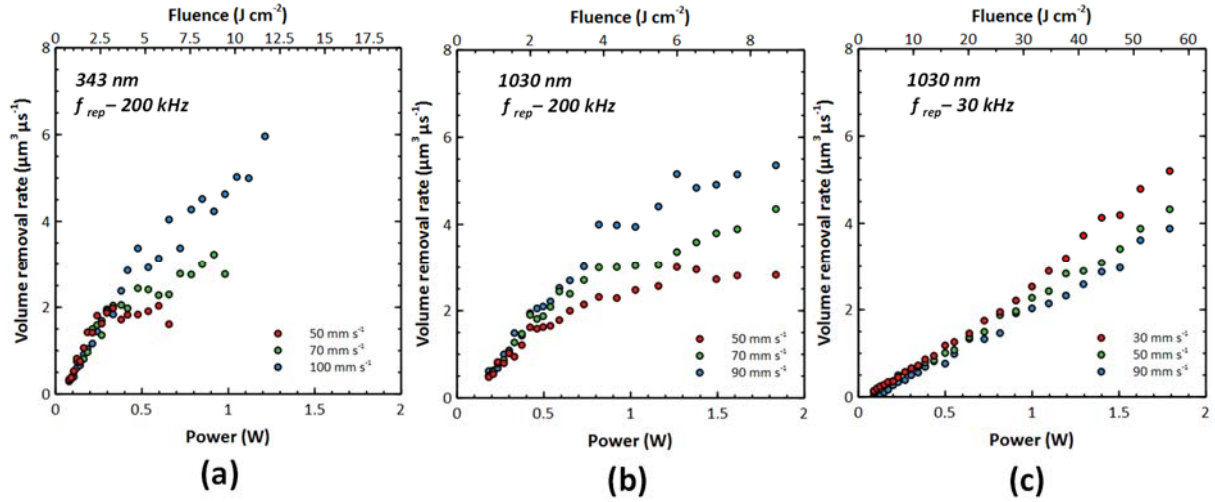 Fluence (J cm⁻²)
0 2.5 5 7.5 10 12.5 15 17.5
343 nm
f rep – 200 kHz
Volume removal rate (µm³ µs⁻¹)
8
6
4
2
0
50 mm s⁻¹
70 mm s⁻¹
100 mm s⁻¹
0 0.5 1 1.5 2
Power (W)
(a)
Fluence (J cm⁻²)
0 2 4 6 8
1030 nm
f rep – 200 kHz
Volume removal rate (µm³ µs⁻¹)
8
6
4
2
0
50 mm s⁻¹
70 mm s⁻¹
90 mm s⁻¹
0 0.5 1 1.5 2
Power (W)
(b)
Fluence (J cm⁻²)
0 10 20 30 40 50 60
1030 nm
f rep – 30 kHz
Volume removal rate (µm³ µs⁻¹)
8
6
4
2
0
30 mm s⁻¹
50 mm s⁻¹
90 mm s⁻¹
0 0.5 1 1.5 2
Power (W)
(c)